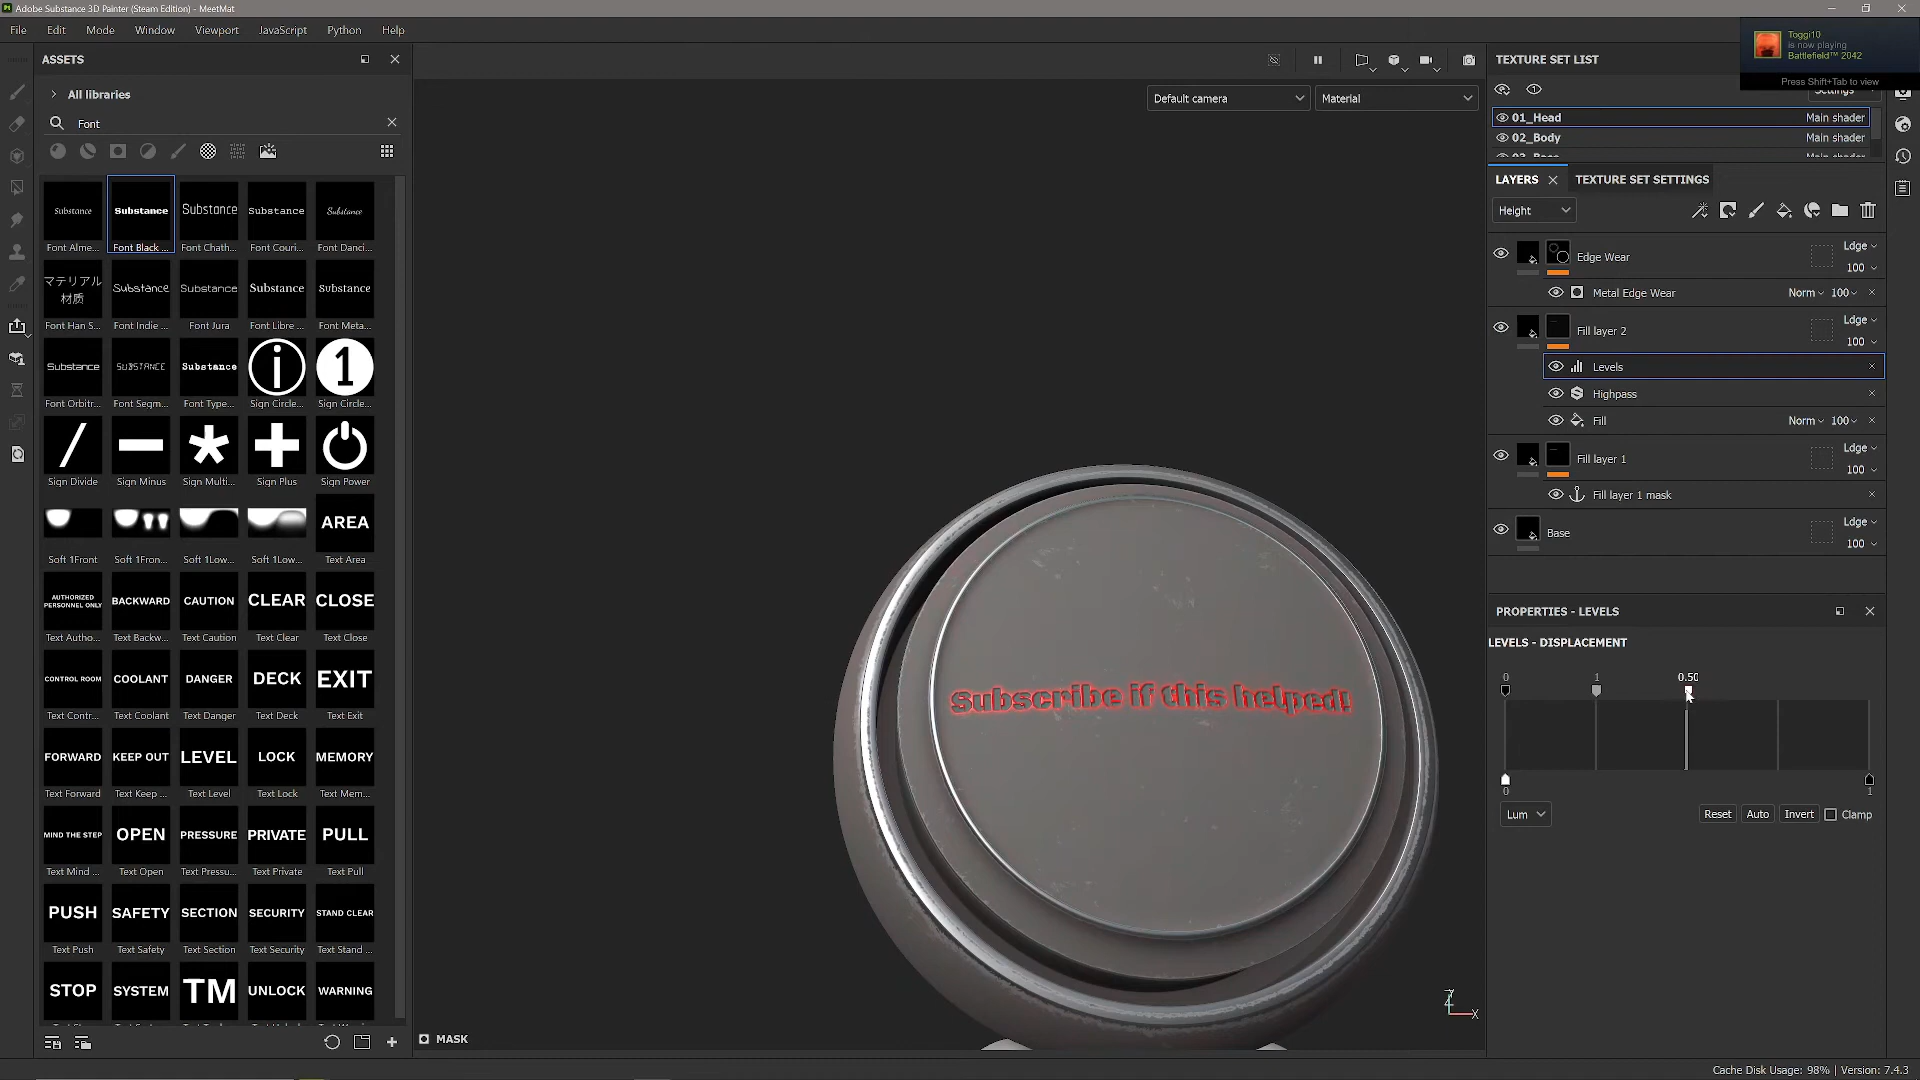 Adobe Substance 3D Painter (Steam Edition) - MeetMat
File Edit Mode Window Viewport JavaScript Python Help
Toggi10
is now playing
Battlefield™ 2042
Press Shift+Tab to view
ASSETS
All libraries
Font
Substance Substance Substance Substance Substance
Font Alme... Font Black ... Font Chath... Font Couri... Font Danci...
マテリアル
材质
Substance Substance Substance Substance
Font Han S... Font Indie ... Font Jura Font Libre ... Font Meta...
Substance SUBSTANCE Substance 1
Font Orbitr... Font Segm... Font Type... Sign Circle... Sign Circle...
Sign Divide Sign Minus Sign Multi... Sign Plus Sign Power
AREA
Soft 1Front Soft 1Fron... Soft 1Low... Soft 1Low... Text Area
AUTHORIZED
PERSONNEL ONLY
BACKWARD CAUTION CLEAR CLOSE
Text Autho... Text Backw... Text Caution Text Clear Text Close
CONTROL ROOM COOLANT DANGER DECK EXIT
Text Contr... Text Coolant Text Danger Text Deck Text Exit
FORWARD KEEP OUT LEVEL LOCK MEMORY
Text Forward Text Keep ... Text Level Text Lock Text Mem...
MIND THE STEP OPEN PRESSURE PRIVATE PULL
Text Mind ... Text Open Text Pressu... Text Private Text Pull
PUSH SAFETY SECTION SECURITY STAND CLEAR
Text Push Text Safety Text Section Text Security Text Stand ...
STOP SYSTEM TM UNLOCK WARNING
Default camera Material
Subscribe if this helped!
MASK
X
TEXTURE SET LIST
Settings
01_Head Main shader
02_Body Main shader
LAYERS TEXTURE SET SETTINGS
Height
Edge Wear Ldge
100
Metal Edge Wear Norm 100
Fill layer 2 Ldge
100
Levels
Highpass
Fill Norm 100
Fill layer 1 Ldge
100
Fill layer 1 mask
Base Ldge
100
PROPERTIES - LEVELS
LEVELS - DISPLACEMENT
0 1 0.50
0 1
Lum Reset Auto Invert Clamp
Cache Disk Usage: 98% | Version: 7.4.3